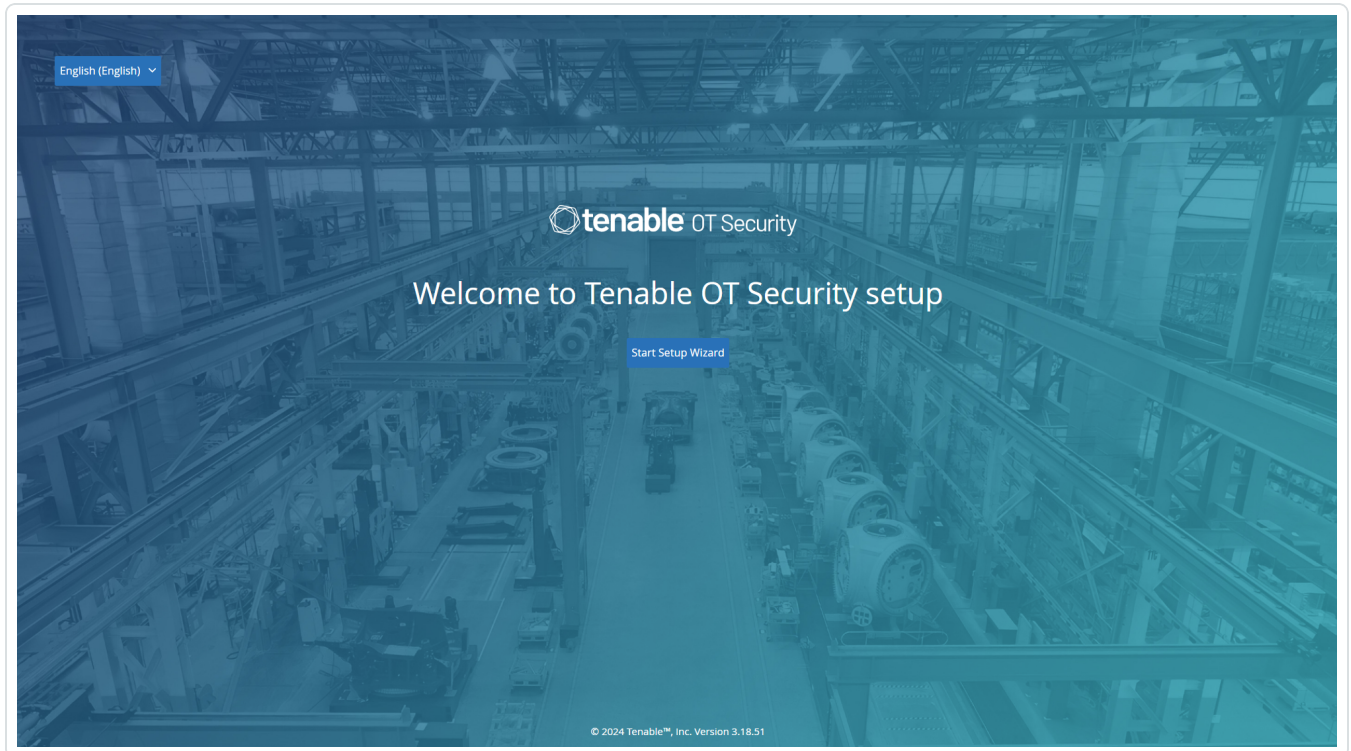 English (English)
tenable OT Security
Welcome to Tenable OT Security setup
Start Setup Wizard
© 2024 Tenable™, Inc. Version 3.18.51